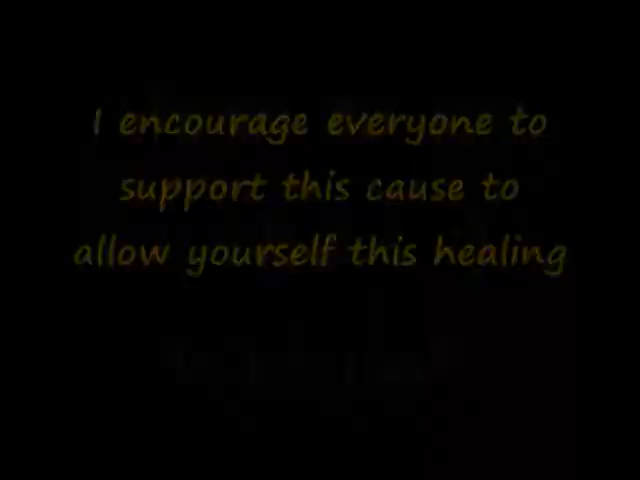 I encourage everyone to
support this cause to
allow yourself this healing